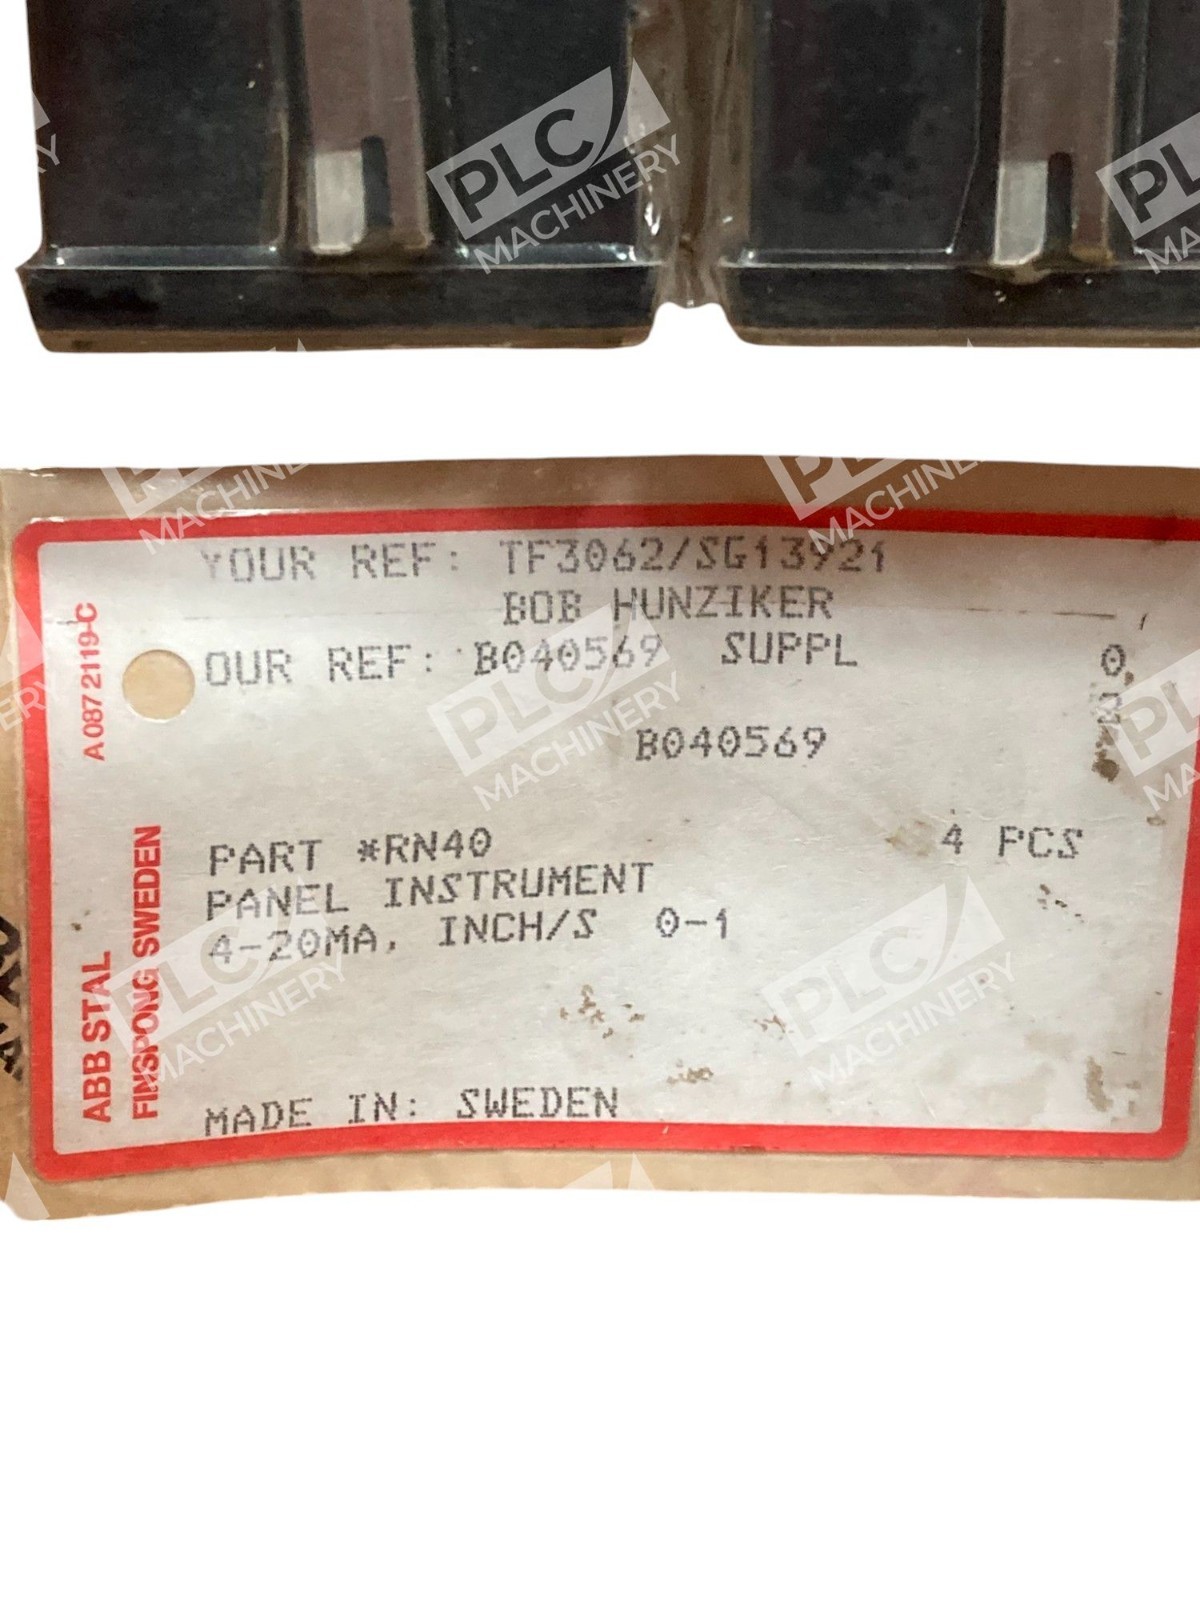 PLC
MACHINERY
YOUR REF: TF3062/SG13921
BOB HUNZIKER
OUR REF: B040569 SUPPL 0
B040569
PART *RN40 4 PCS
PANEL INSTRUMENT
4-20MA, INCH/S 0-1
MADE IN: SWEDEN
A 087 2119-C
ABB STAL
FINSPONG SWEDEN